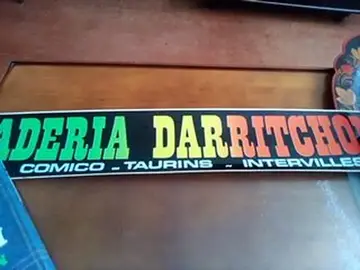 ADERIA DARRITCHO
COMICO - TAURINS - INTERVILLES